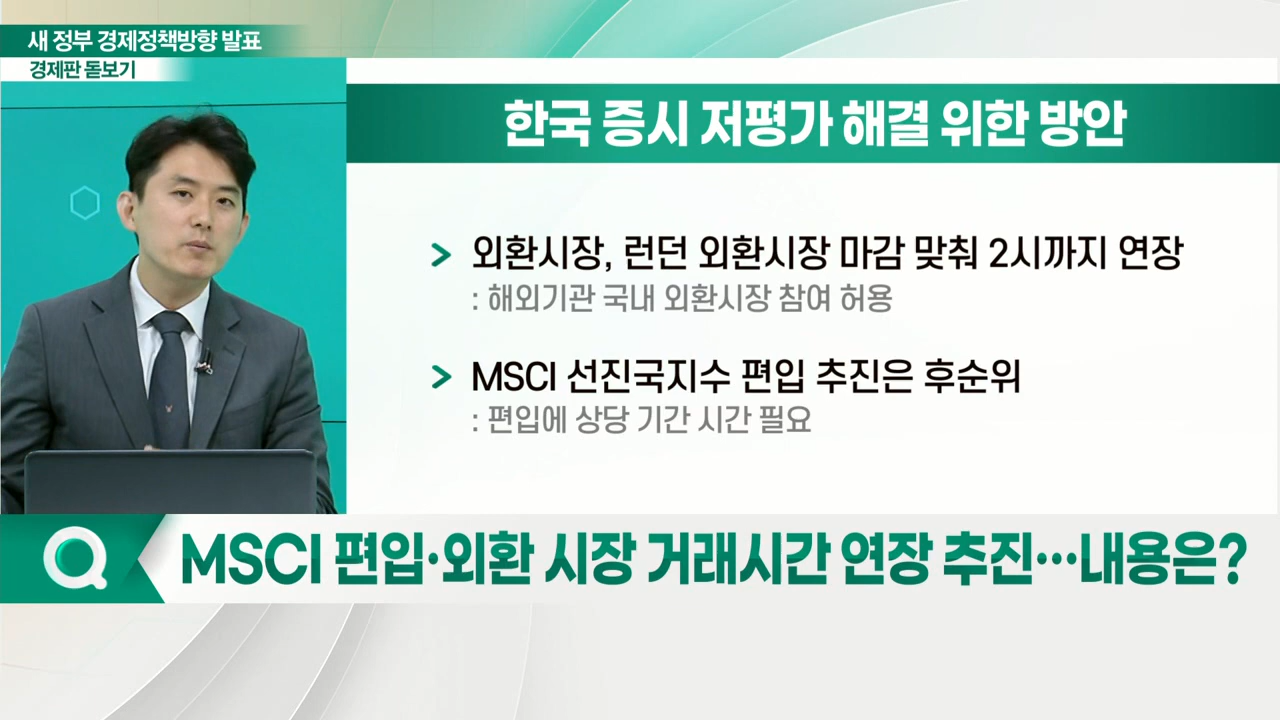 새 정부 경제정책방향 발표
경제판 돋보기
한국 증시 저평가 해결 위한 방안
> 외환시장, 런던 외환시장 마감 맞춰 2시까지 연장
: 해외기관 국내 외환시장 참여 허용
> MSCI 선진국지수 편입 추진은 후순위
: 편입에 상당 기간 시간 필요
Q MSCI 편입·외환 시장 거래시간 연장 추진…내용은?